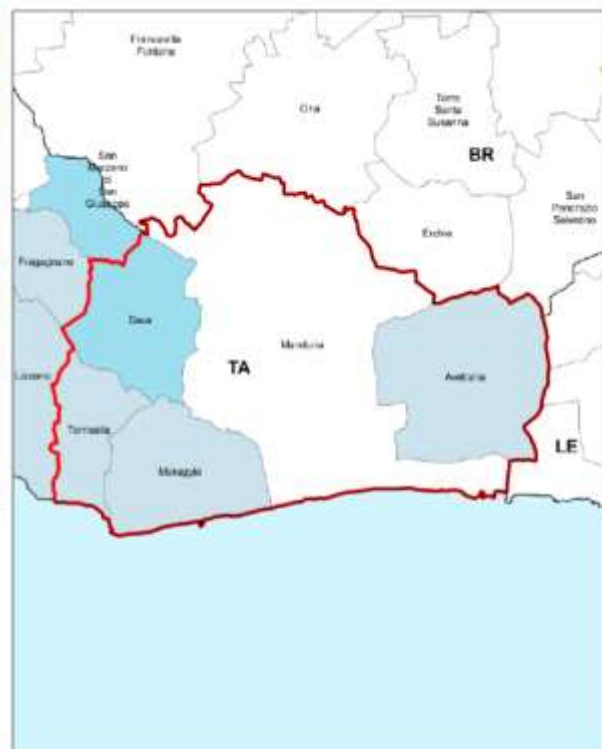 Francavilla
Fontana
Oria
Torre
Santa
Susanna
BR
San
Marzano
di
San
Giuseppe
San
Pancrazio
Salentino
Erchie
Fragagnano
Sava
Manduria
TA
Avetrana
Lizzano
Torricella
Maruggio
LE